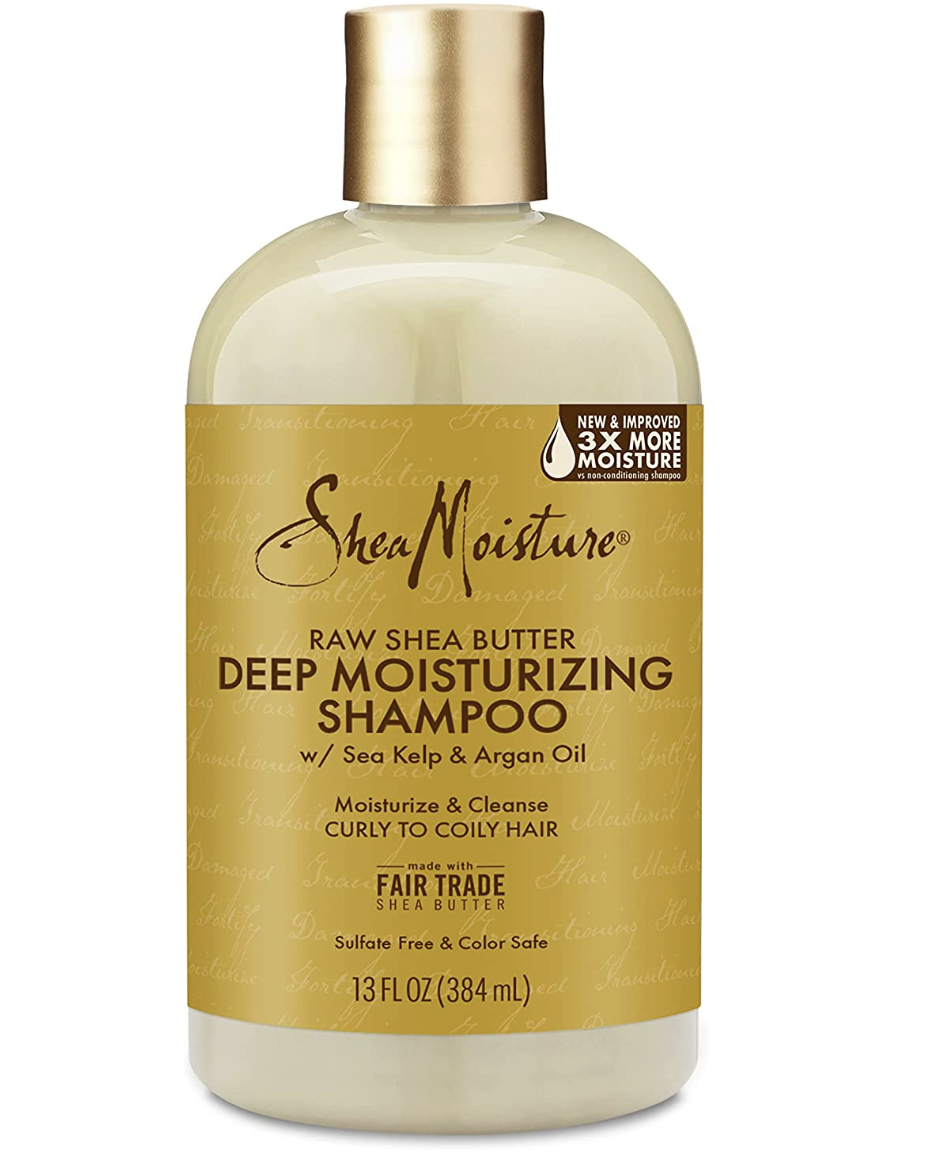 NEW & IMPROVED
3X MORE
MOISTURE
vs non-conditioning shampoo
SheaMoisture®
RAW SHEA BUTTER
DEEP MOISTURIZING
SHAMPOO
w/ Sea Kelp & Argan Oil
Moisturize & Cleanse
CURLY TO COILY HAIR
made with
FAIR TRADE
SHEA BUTTER
Sulfate Free & Color Safe
13 FL OZ (384 mL)